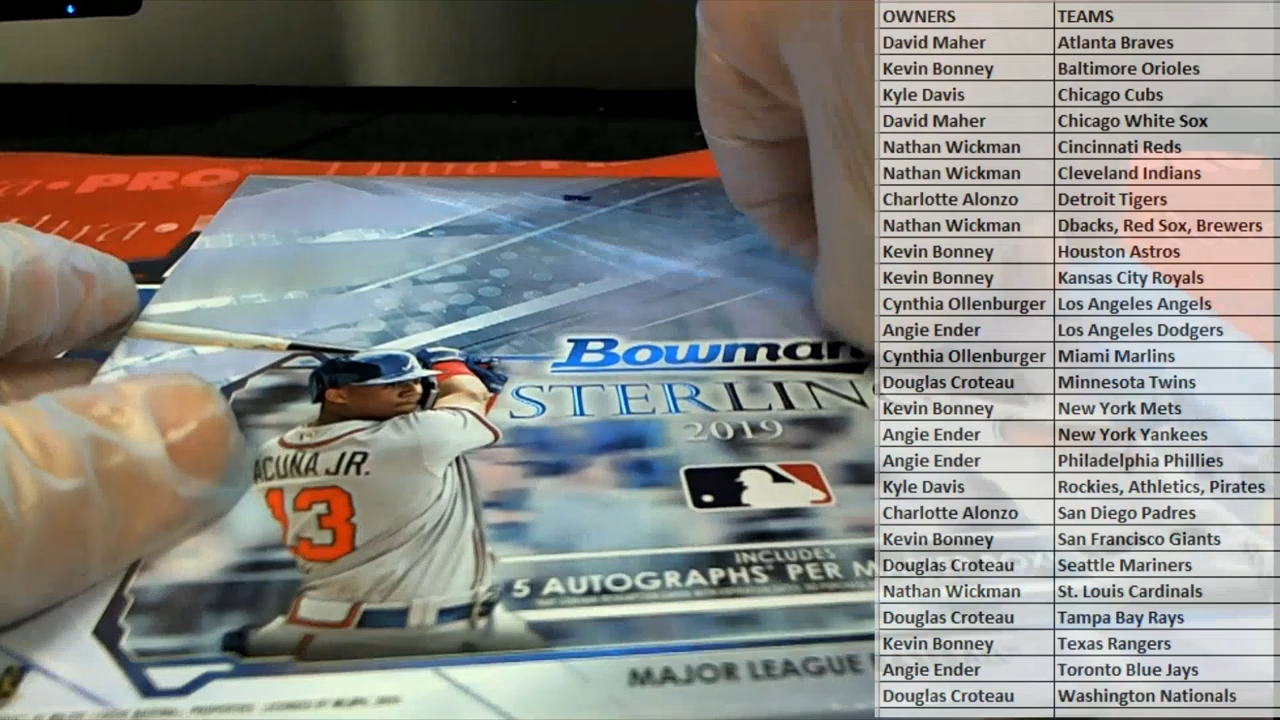 PRO
Bowman
STERLIN
2019
ACUNA JR.
13
INCLUDES
5 AUTOGRAPHS PER M
MAJOR LEAGUE
OWNERS TEAMS
David Maher Atlanta Braves
Kevin Bonney Baltimore Orioles
Kyle Davis Chicago Cubs
David Maher Chicago White Sox
Nathan Wickman Cincinnati Reds
Nathan Wickman Cleveland Indians
Charlotte Alonzo Detroit Tigers
Nathan Wickman Dbacks, Red Sox, Brewers
Kevin Bonney Houston Astros
Kevin Bonney Kansas City Royals
Cynthia Ollenburger Los Angeles Angels
Angie Ender Los Angeles Dodgers
Cynthia Ollenburger Miami Marlins
Douglas Croteau Minnesota Twins
Kevin Bonney New York Mets
Angie Ender New York Yankees
Angie Ender Philadelphia Phillies
Kyle Davis Rockies, Athletics, Pirates
Charlotte Alonzo San Diego Padres
Kevin Bonney San Francisco Giants
Douglas Croteau Seattle Mariners
Nathan Wickman St. Louis Cardinals
Douglas Croteau Tampa Bay Rays
Kevin Bonney Texas Rangers
Angie Ender Toronto Blue Jays
Douglas Croteau Washington Nationals